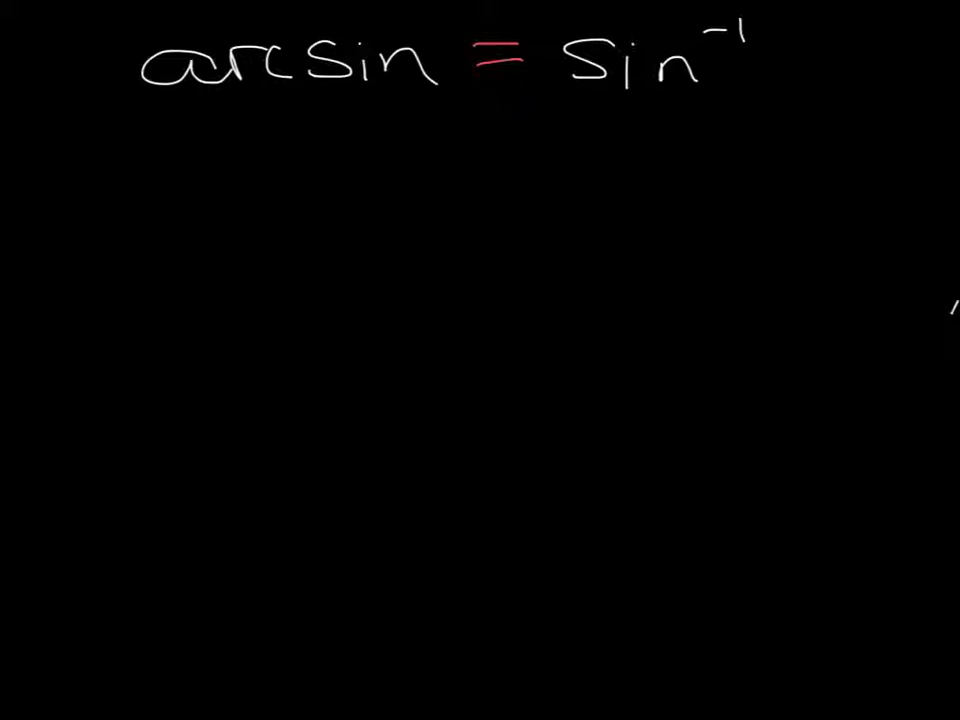 arcsin = sin⁻¹